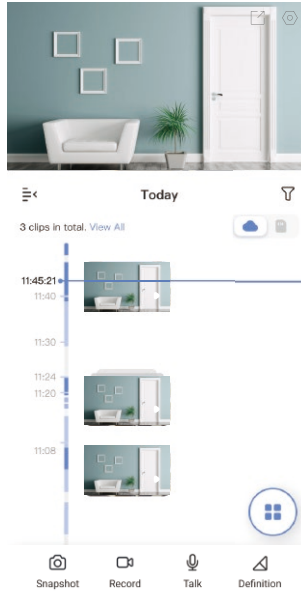 Today
3 clips in total. View All
11:45:21
11:40
11:30
11:24
11:20
11:08
Snapshot Record Talk Definition